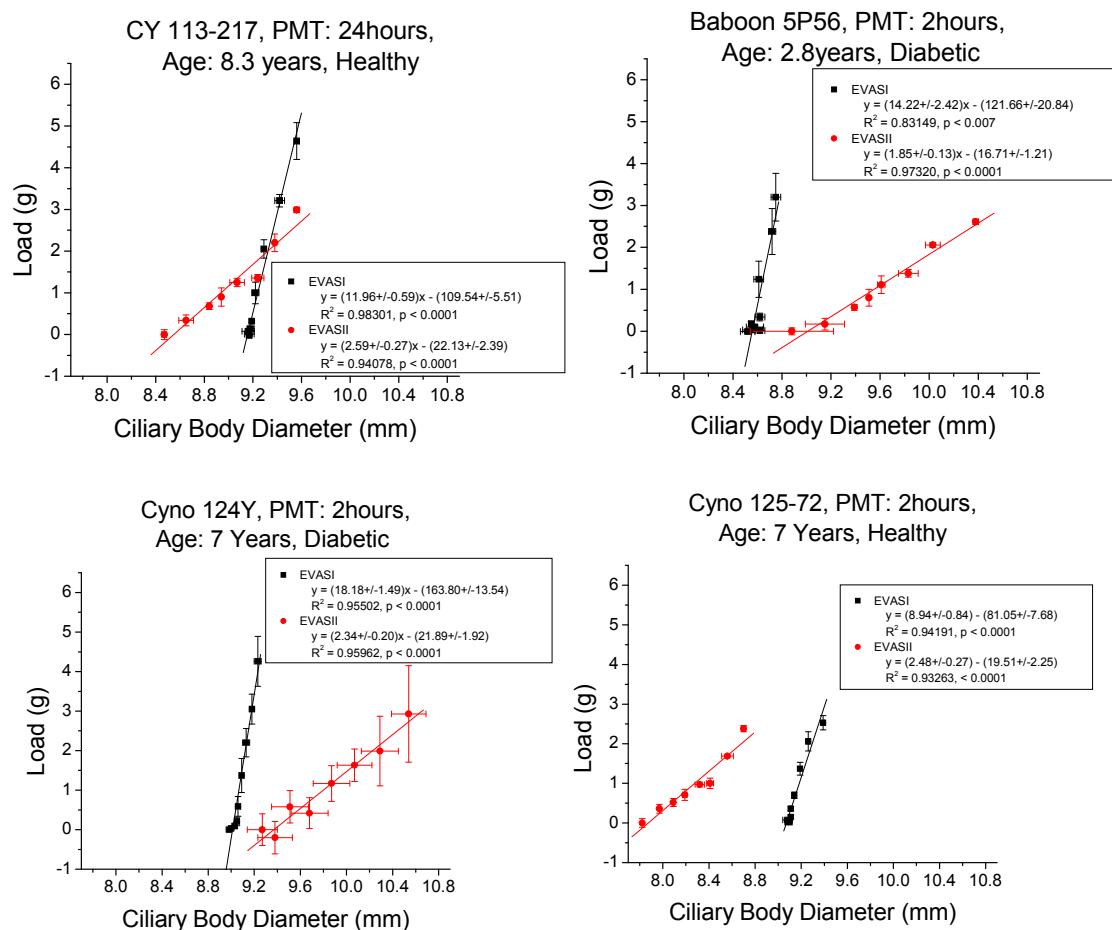 CY 113-217, PMT: 24hours,
Age: 8.3 years, Healthy
6
5
4
3
2
1
0
-1
Load (g)
EVASI
y = (11.96+/-0.59)x - (109.54+/-5.51)
R² = 0.98301, p < 0.0001
EVASII
y = (2.59+/-0.27)x - (22.13+/-2.39)
R² = 0.94078, p < 0.0001
8.0 8.4 8.8 9.2 9.6 10.0 10.4 10.8
Ciliary Body Diameter (mm)
Baboon 5P56, PMT: 2hours,
Age: 2.8years, Diabetic
6
5
4
3
2
1
0
-1
Load (g)
EVASI
y = (14.22+/-2.42)x - (121.66+/-20.84)
R² = 0.83149, p < 0.007
EVASII
y = (1.85+/-0.13)x - (16.71+/-1.21)
R² = 0.97320, p < 0.0001
8.0 8.4 8.8 9.2 9.6 10.0 10.4 10.8
Ciliary Body Diameter (mm)
Cyno 124Y, PMT: 2hours,
Age: 7 Years, Diabetic
6
5
4
3
2
1
0
-1
Load (g)
EVASI
y = (18.18+/-1.49)x - (163.80+/-13.54)
R² = 0.95502, p < 0.0001
EVASII
y = (2.34+/-0.20)x - (21.89+/-1.92)
R² = 0.95962, p < 0.0001
8.0 8.4 8.8 9.2 9.6 10.0 10.4 10.8
Ciliary Body Diameter (mm)
Cyno 125-72, PMT: 2hours,
Age: 7 Years, Healthy
6
5
4
3
2
1
0
-1
Load (g)
EVASI
y = (8.94+/-0.84) - (81.05+/-7.68)
R² = 0.94191, p < 0.0001
EVASII
y = (2.48+/-0.27) - (19.51+/-2.25)
R² = 0.93263, < 0.0001
8.0 8.4 8.8 9.2 9.6 10.0 10.4 10.8
Ciliary Body Diameter (mm)